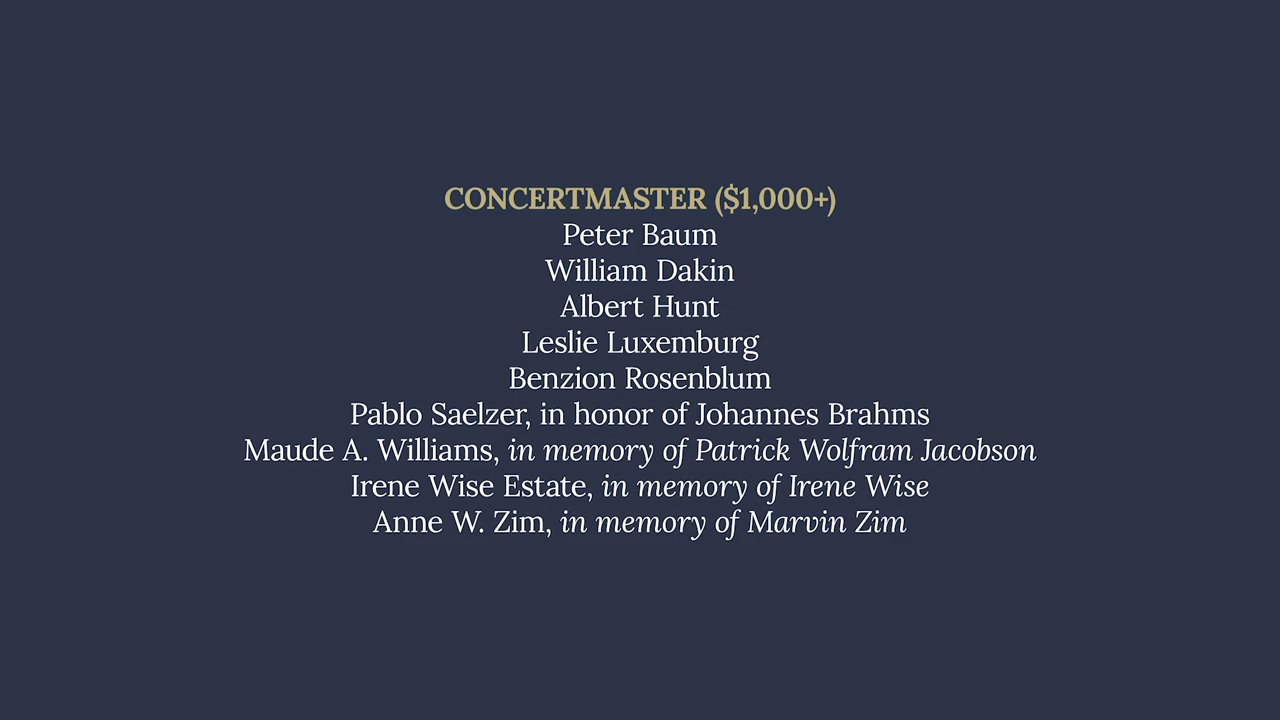 CONCERTMASTER ($1,000+)
Peter Baum
William Dakin
Albert Hunt
Leslie Luxemburg
Benzion Rosenblum
Pablo Saelzer, in honor of Johannes Brahms
Maude A. Williams, in memory of Patrick Wolfram Jacobson
Irene Wise Estate, in memory of Irene Wise
Anne W. Zim, in memory of Marvin Zim